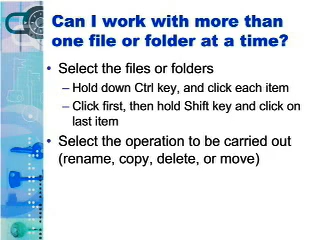 Can I work with more than
one file or folder at a time?
• Select the files or folders
– Hold down Ctrl key, and click each item
– Click first, then hold Shift key and click on
last item
• Select the operation to be carried out
(rename, copy, delete, or move)